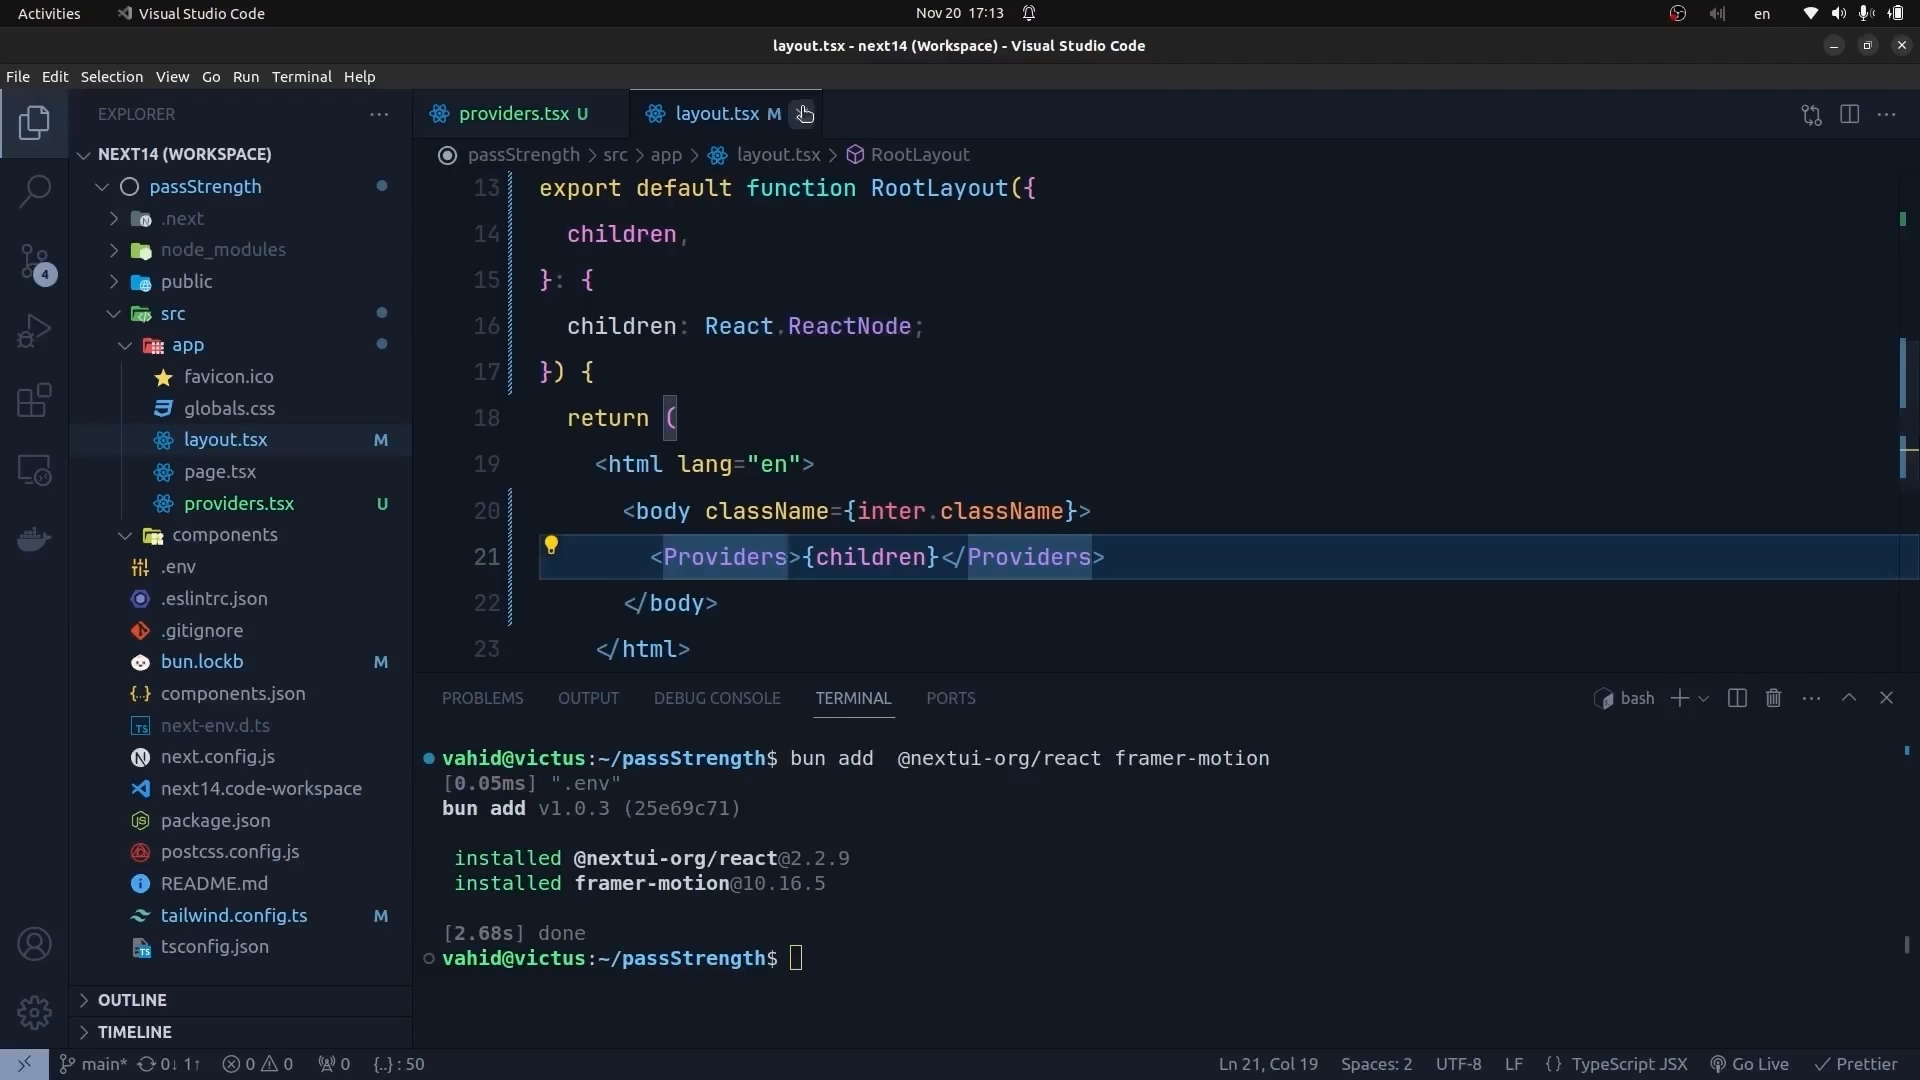 Activities
Visual Studio Code
Nov 20 17:13
en
layout.tsx - next14 (Workspace) - Visual Studio Code
File Edit Selection View Go Run Terminal Help
EXPLORER
NEXT14 (WORKSPACE)
passStrength
.next
node_modules
public
src
app
favicon.ico
globals.css
layout.tsx M
page.tsx
providers.tsx U
components
.env
.eslintrc.json
.gitignore
bun.lockb M
components.json
next-env.d.ts
next.config.js
next14.code-workspace
package.json
postcss.config.js
README.md
tailwind.config.ts M
tsconfig.json
OUTLINE
TIMELINE
4
providers.tsx U
layout.tsx M
passStrength > src > app > layout.tsx > RootLayout
13 export default function RootLayout({
14 children,
15 }: {
16 children: React.ReactNode;
17 }) {
18 return (
19 <html lang="en">
20 <body className={inter.className}>
21 <Providers>{children}</Providers>
22 </body>
23 </html>
PROBLEMS OUTPUT DEBUG CONSOLE TERMINAL PORTS
bash
vahid@victus:~/passStrength$ bun add  @nextui-org/react framer-motion
[0.05ms] ".env"
bun add v1.0.3 (25e69c71)
installed @nextui-org/react@2.2.9
installed framer-motion@10.16.5
[2.68s] done
vahid@victus:~/passStrength$
main* 0↓ 1↑ 0 0 0 {..} : 50
Ln 21, Col 19 Spaces: 2 UTF-8 LF {} TypeScript JSX Go Live Prettier